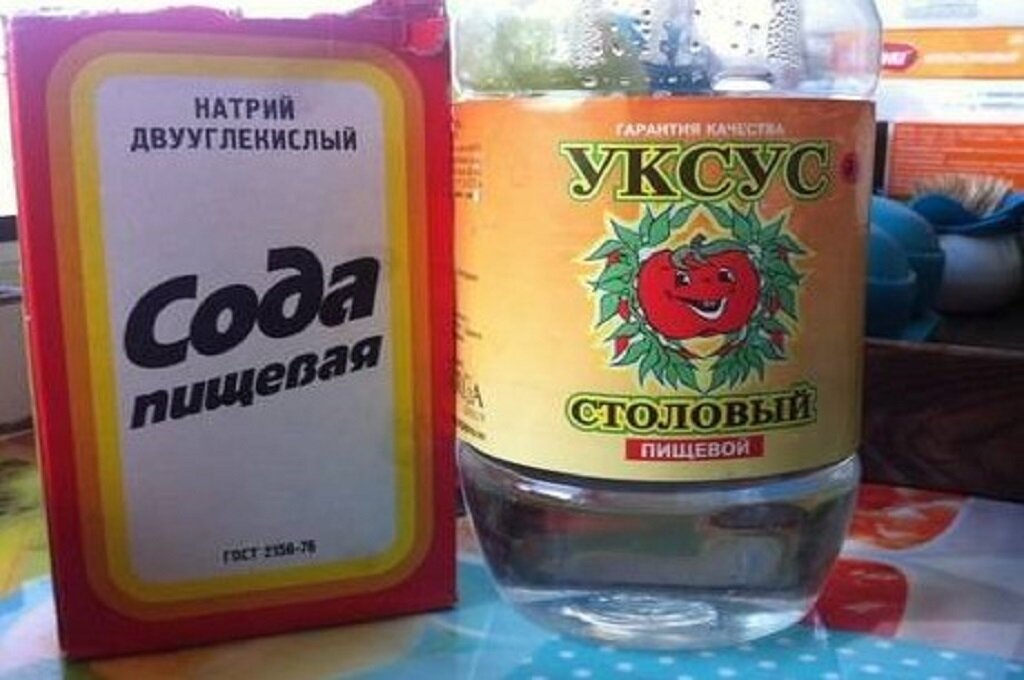 НАТРИЙ
ДВУУГЛЕКИСЛЫЙ
Сода
пищевая
ГОСТ 2156-76
ГАРАНТИЯ КАЧЕСТВА
УКСУС
СТОЛОВЫЙ
ПИЩЕВОЙ